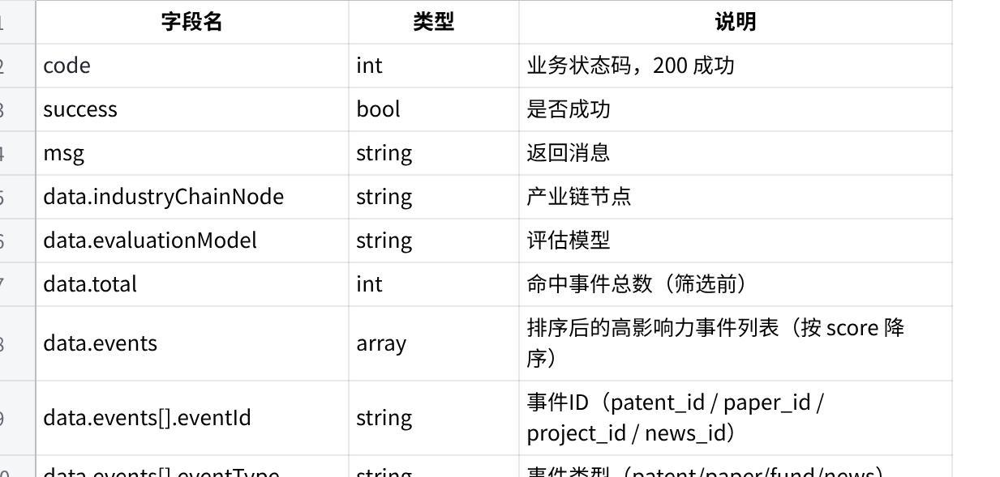 字段名 类型 说明
code int 业务状态码，200 成功
success bool 是否成功
msg string 返回消息
data.industryChainNode string 产业链节点
data.evaluationModel string 评估模型
data.total int 命中事件总数（筛选前）
data.events array 排序后的高影响力事件列表（按 score 降
序）
data.events[].eventId string 事件ID（patent_id / paper_id /
project_id / news_id）
data.events[].eventType string 事件类型（patent/paper/fund/news）